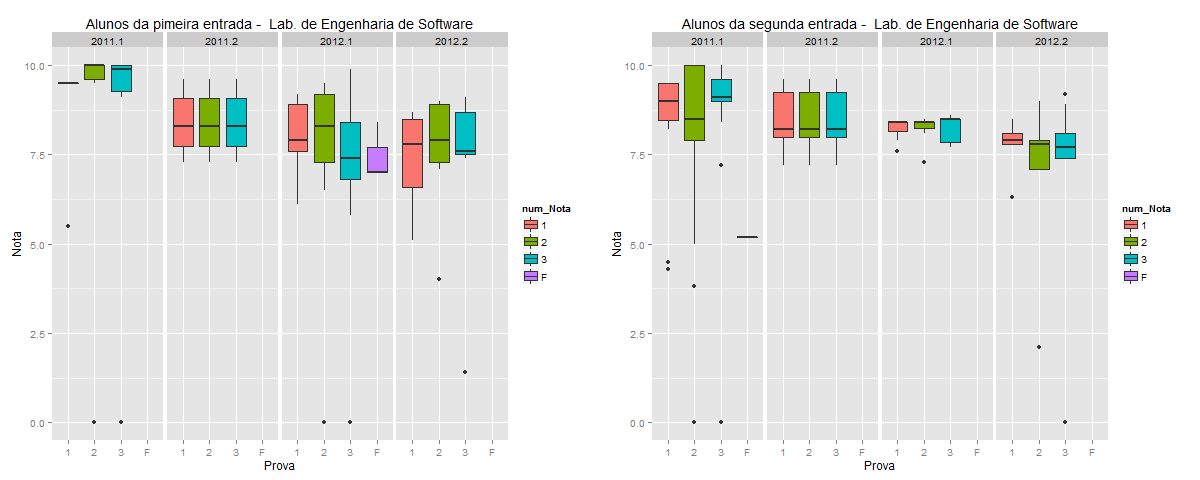 Alunos da pimeira entrada - Lab. de Engenharia de Software
2011.1 2011.2 2012.1 2012.2
10.0
7.5
5.0
2.5
0.0
Nota
1 2 3 F 1 2 3 F 1 2 3 F 1 2 3 F
Prova
num_Nota
1
2
3
F
Alunos da segunda entrada - Lab. de Engenharia de Software
2011.1 2011.2 2012.1 2012.2
10.0
7.5
5.0
2.5
0.0
Nota
1 2 3 F 1 2 3 F 1 2 3 F 1 2 3 F
Prova
num_Nota
1
2
3
F